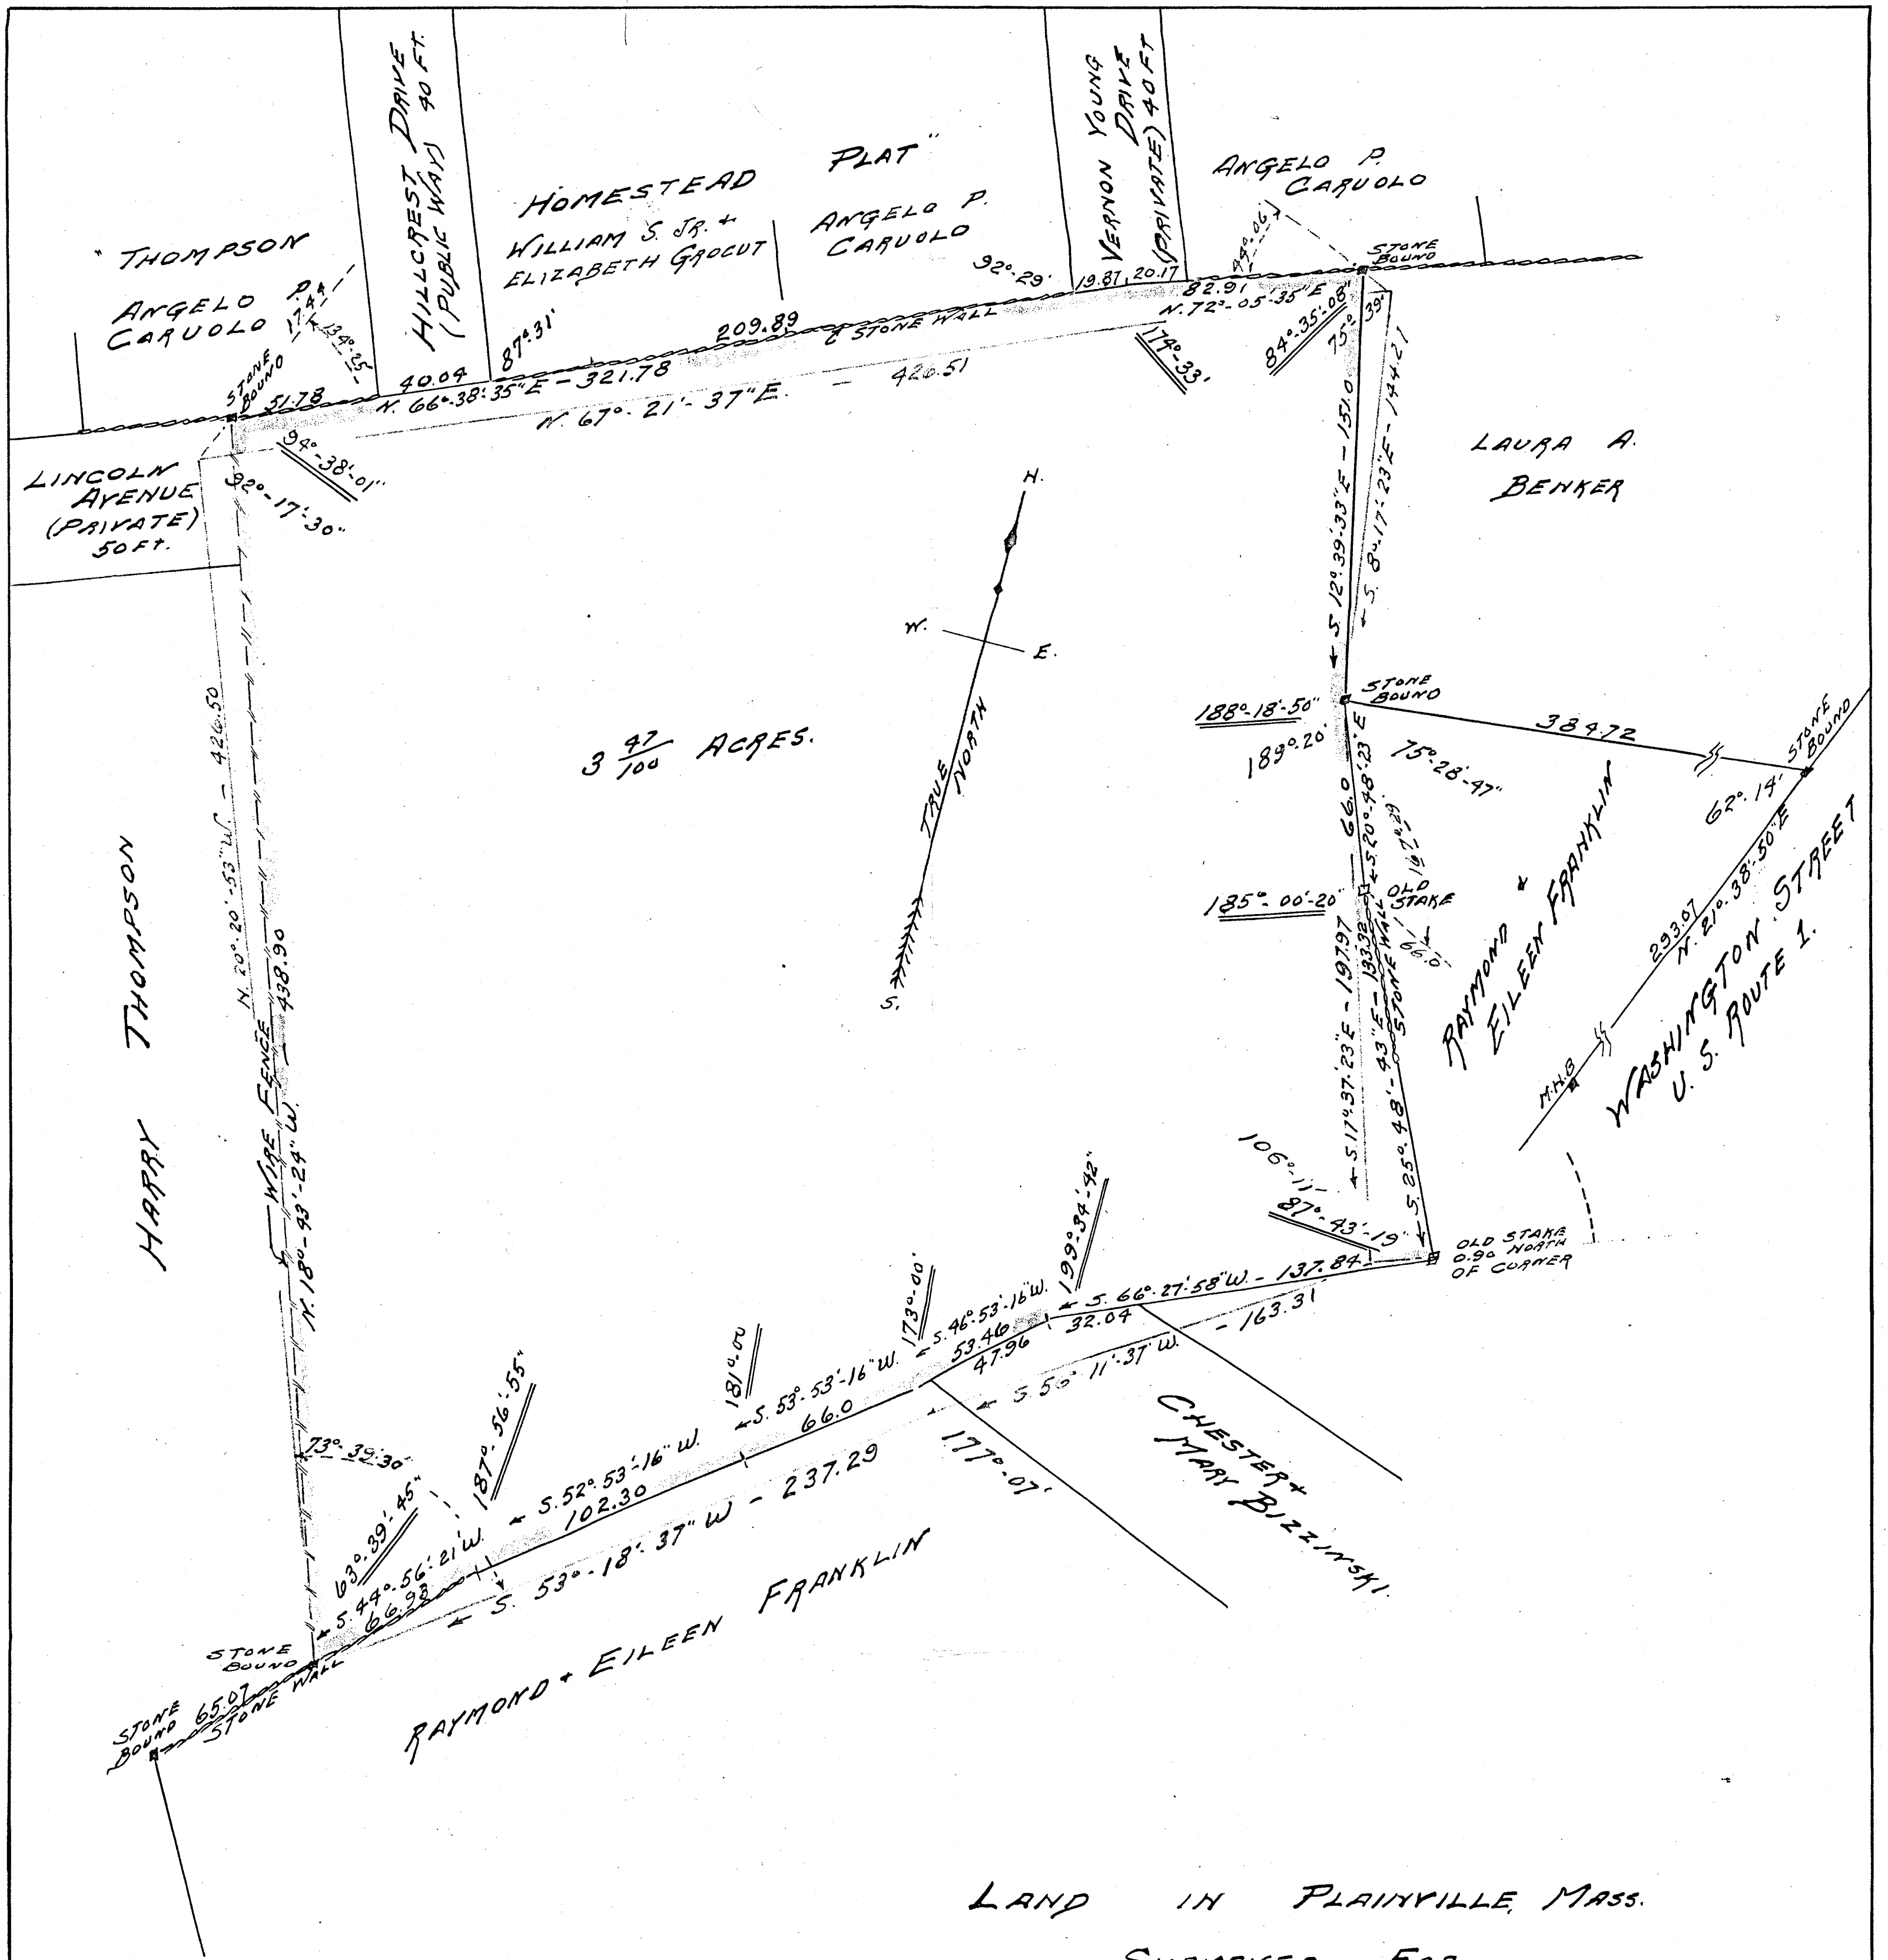 HILLCREST DRIVE
(PUBLIC WAY) 40 FT.
VERNON YOUNG
DRIVE
(PRIVATE) 40 FT
"THOMPSON HOMESTEAD PLAT"
ANGELO P.
CARUOLO
WILLIAM S. JR. +
ELIZABETH GROCUT
ANGELO P.
CARUOLO
ANGELO P.
CARUOLO
17.44
134°-25'
87°31'
92°-29'
STONE
BOUND
STONE
BOUND
51.78
40.04
209.89
19.87
20.17
82.91
N. 72°-05'-35"E
₵ STONE WALL
N. 66°-38'-35"E - 321.78
N. 67°-21'-37"E. - 426.51
174°-33'
84°-35'-08"
75° 39'
94°-38'-01"
92°-17'-30"
LINCOLN
AVENUE
(PRIVATE)
50 FT.
LAURA A.
BENKER
S. 12°-39'-33"E - 151.0
S. 8°-17'-23"E - 144.21
N.
W.
E.
TRUE
NORTH
S.
3 47/100 ACRES.
STONE
BOUND
188°-18'-50"
189°.20'
75°-28'-47"
384.72
STONE
BOUND
62°.14'
S. 20°-48'-23"E
66.0
OLD
STAKE
185°-00'-20"
66.0
S. 17°.37'-23"E - 197.97
S. 25°.48'-43"E - 133.32
STONE WALL
RAYMOND +
EILEEN FRANKLIN
293.07
N. 21°-38'-50"E
M.H.B
WASHINGTON STREET
U. S. ROUTE 1.
HARRY THOMPSON
N. 20°-20'-53"W. - 426.50
WIRE FENCE
438.90
N. 18°-43'-24"W.
106°-11'
87°-43'-19"
OLD STAKE
0.90 NORTH
OF CORNER
199°-34'-42"
S. 66°-27'-58"W. - 137.84
32.04
173°-00'
S. 46°-53'-16"W.
53.46
47.96
S. 56° 11'-37"W. - 163.31
181°-00'
S. 53°-53'-16"W.
66.0
177°-07'
CHESTER +
MARY BIZZINSKI.
187°-56'-55"
S. 52°-53'-16"W.
102.30
S. 53°-18'-37"W - 237.29
73°-39'-30"
63°-39'-45"
S. 44°-56'-21"W.
66.93
STONE
BOUND
STONE
BOUND
65.07
STONE WALL
RAYMOND + EILEEN FRANKLIN
LAND IN PLAINVILLE, MASS.